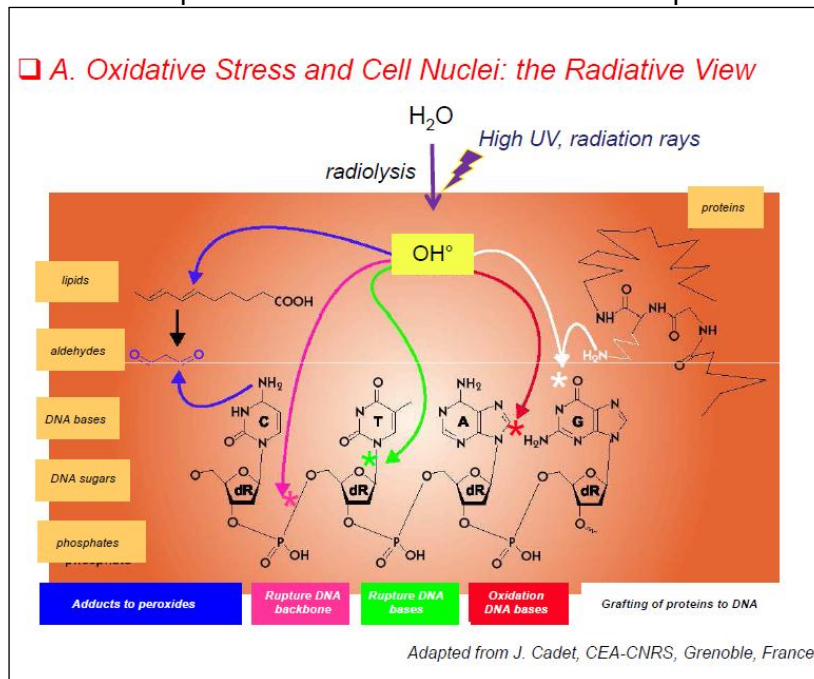 ❑ A. Oxidative Stress and Cell Nuclei: the Radiative View
H₂O
High UV, radiation rays
radiolysis
proteins
OH°
lipids
COOH
NH
O
H
N
O
NH
NH
O
aldehydes
O O
H₂N
NH₂
O
NH₂
O
DNA bases
HN C
HN T
N A N
HN G N
O N
O N
N N
H₂N N N
DNA sugars
O O O O
dR dR dR dR
phosphates
O O O O
P OH
P OH
P OH
O O O
Adducts to peroxides
Rupture DNA
backbone
Rupture DNA
bases
Oxidation
DNA bases
Grafting of proteins to DNA
Adapted from J. Cadet, CEA-CNRS, Grenoble, France